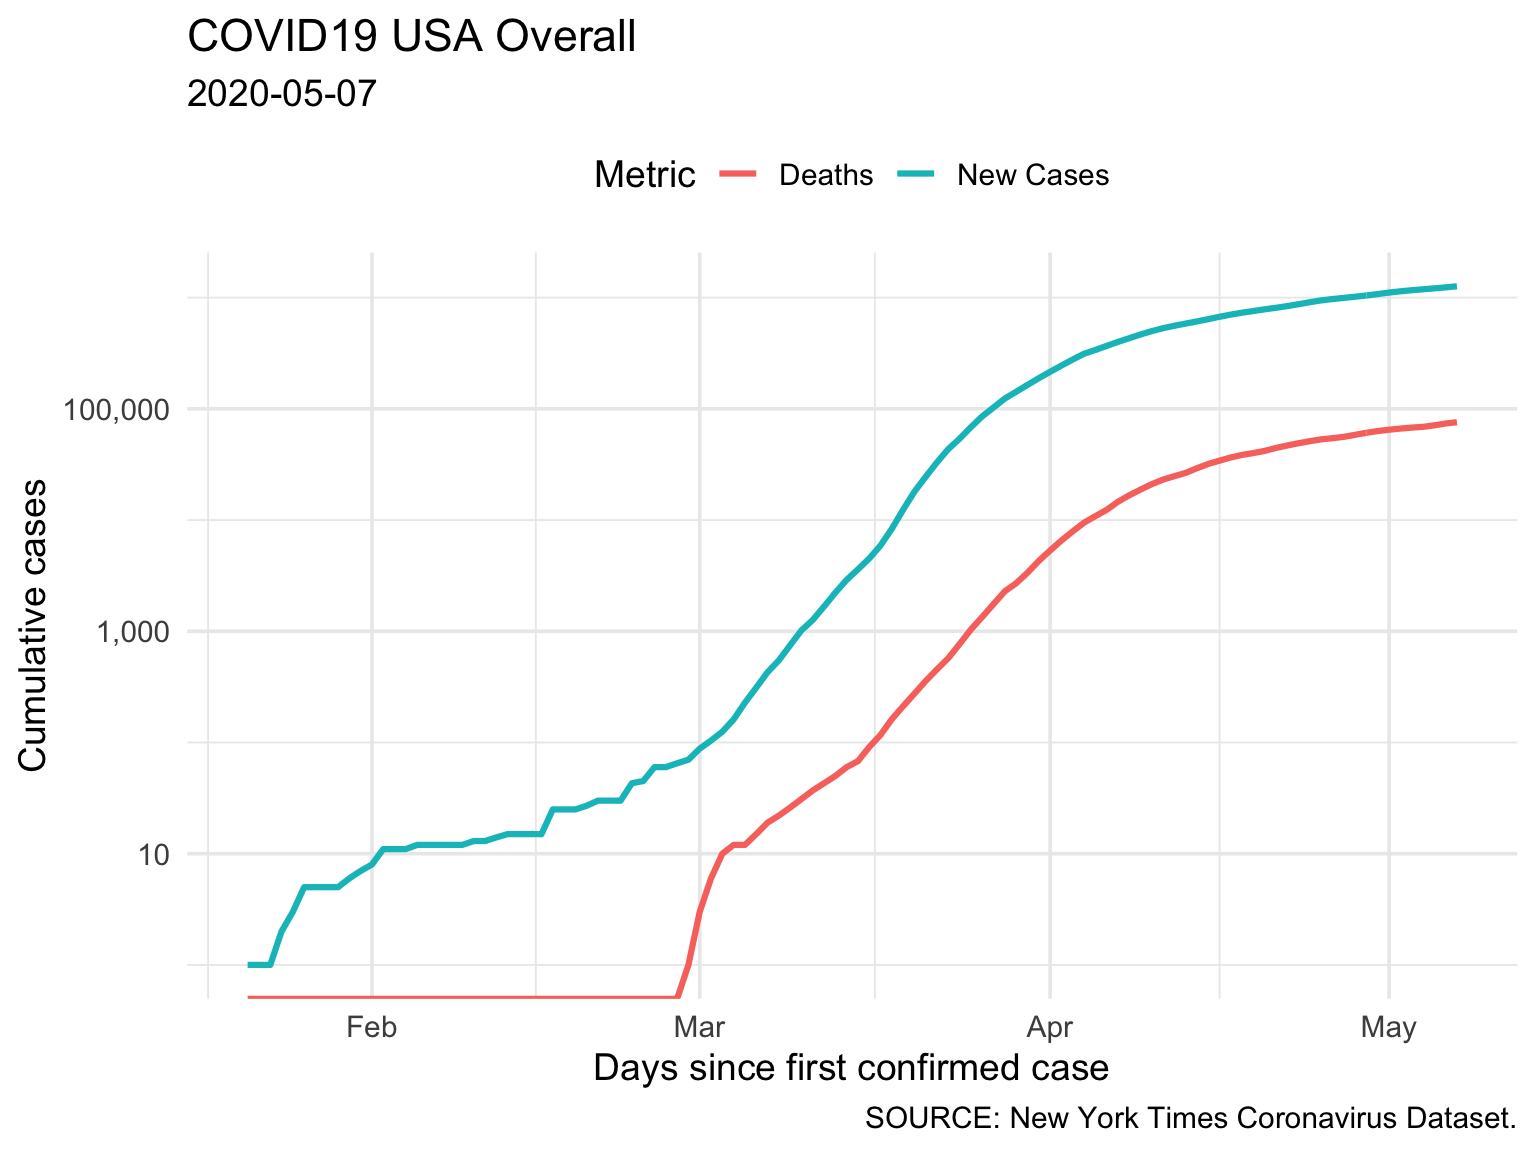 COVID19 USA Overall
2020-05-07
Metric Deaths New Cases
Cumulative cases
100,000
1,000
10
Feb Mar Apr May
Days since first confirmed case
SOURCE: New York Times Coronavirus Dataset.